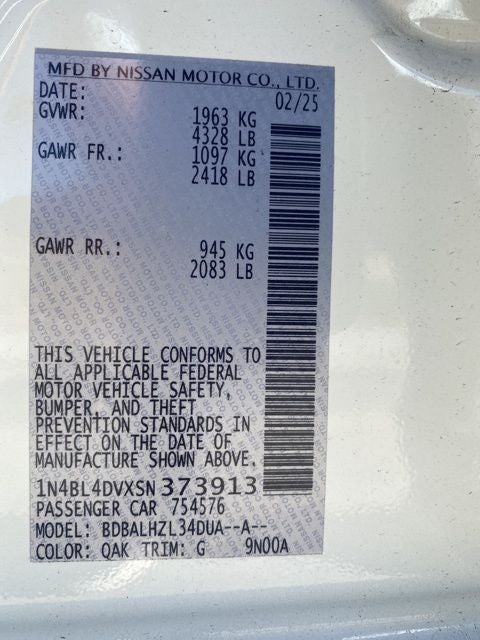 MFD BY NISSAN MOTOR CO., LTD.
DATE: 02/25
GVWR: 1963 KG
4328 LB
GAWR FR.: 1097 KG
2418 LB
GAWR RR.: 945 KG
2083 LB
THIS VEHICLE CONFORMS TO
ALL APPLICABLE FEDERAL
MOTOR VEHICLE SAFETY,
BUMPER, AND THEFT
PREVENTION STANDARDS IN
EFFECT ON THE DATE OF
MANUFACTURE SHOWN ABOVE.
1N4BL4DVXSN373913
PASSENGER CAR 754576
MODEL: BDBALHZL34DUA--A--
COLOR: QAK TRIM: G 9N00A